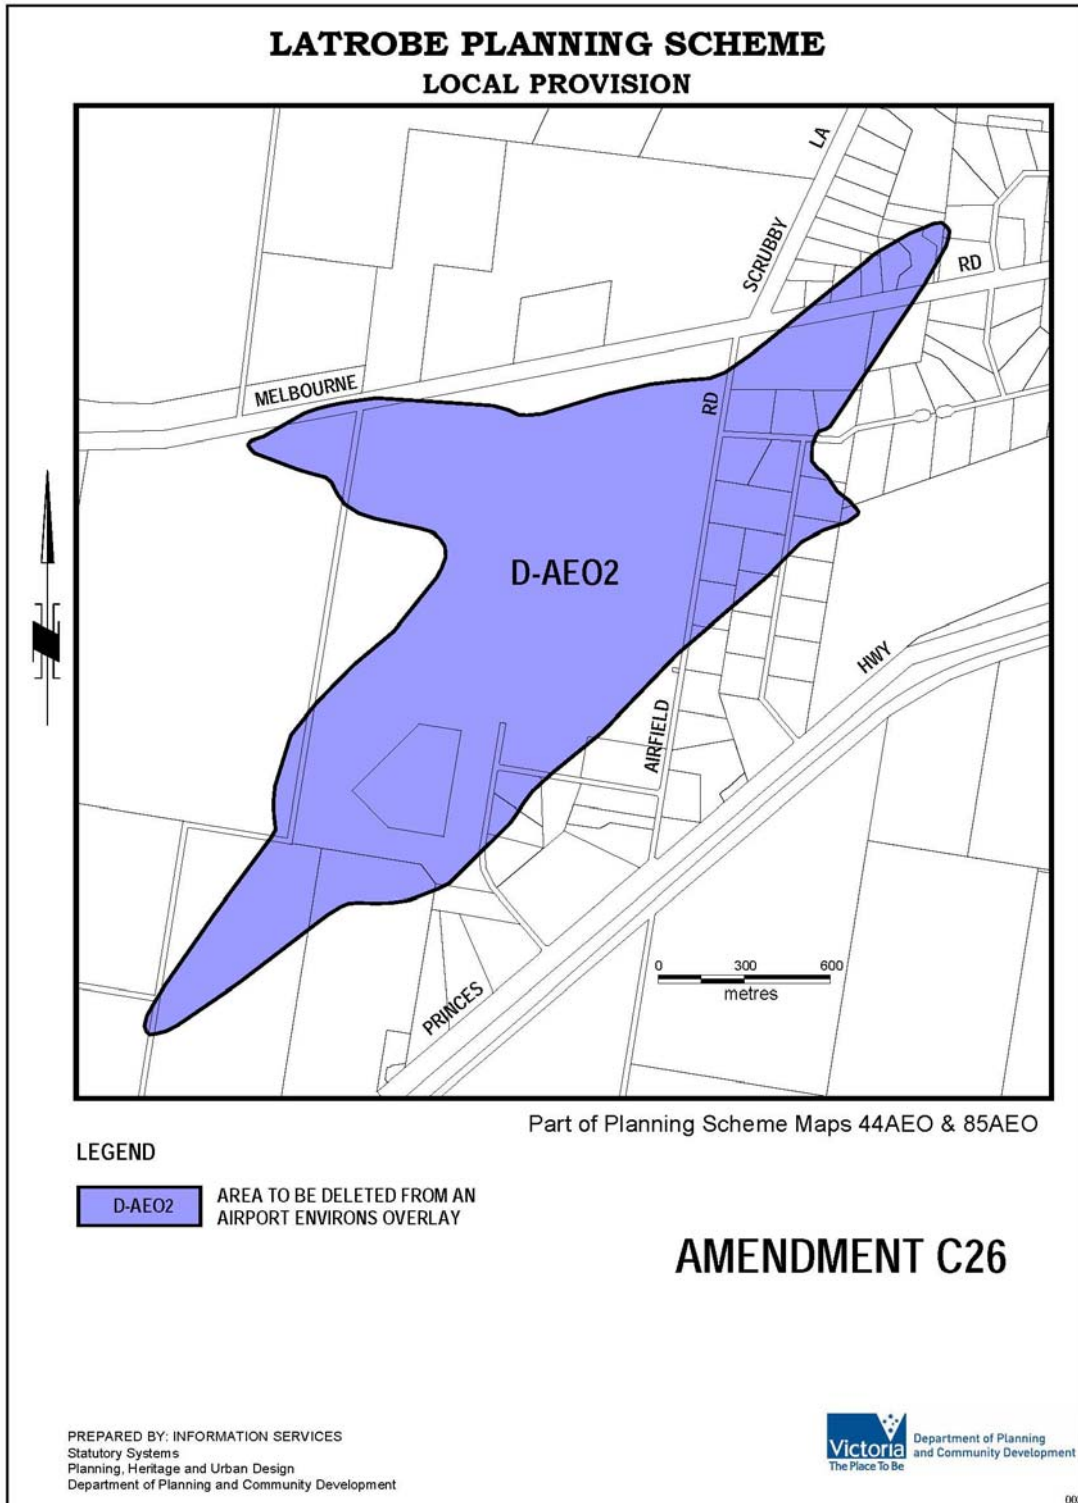 LATROBE PLANNING SCHEME
LOCAL PROVISION
LA
SCRUBBY
RD
MELBOURNE
RD
D-AEO2
HWY
AIRFIELD
0 300 600
metres
PRINCES
Part of Planning Scheme Maps 44AEO & 85AEO
LEGEND
D-AEO2
AREA TO BE DELETED FROM AN
AIRPORT ENVIRONS OVERLAY
AMENDMENT C26
PREPARED BY: INFORMATION SERVICES
Statutory Systems
Planning, Heritage and Urban Design
Department of Planning and Community Development
Victoria
The Place To Be
Department of Planning
and Community Development